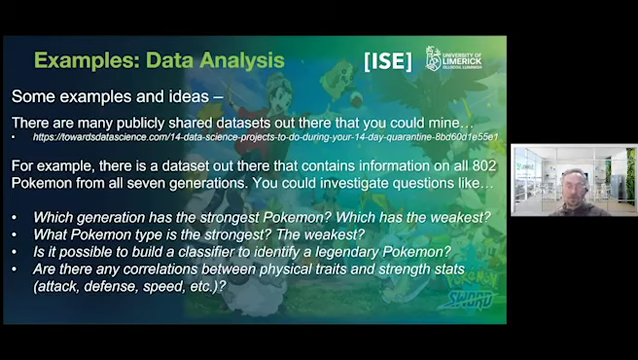 Examples: Data Analysis
[ISE]
UNIVERSITY OF
LIMERICK
OLLSCOIL LUIMNIGH
Some examples and ideas –
There are many publicly shared datasets out there that you could mine…
• https://towardsdatascience.com/14-data-science-projects-to-do-during-your-14-day-quarantine-8bd60d1e55e1
For example, there is a dataset out there that contains information on all 802
Pokemon from all seven generations. You could investigate questions like…
• Which generation has the strongest Pokemon? Which has the weakest?
• What Pokemon type is the strongest? The weakest?
• Is it possible to build a classifier to identify a legendary Pokemon?
• Are there any correlations between physical traits and strength stats
(attack, defense, speed, etc.)?
Pokémon
SWORD